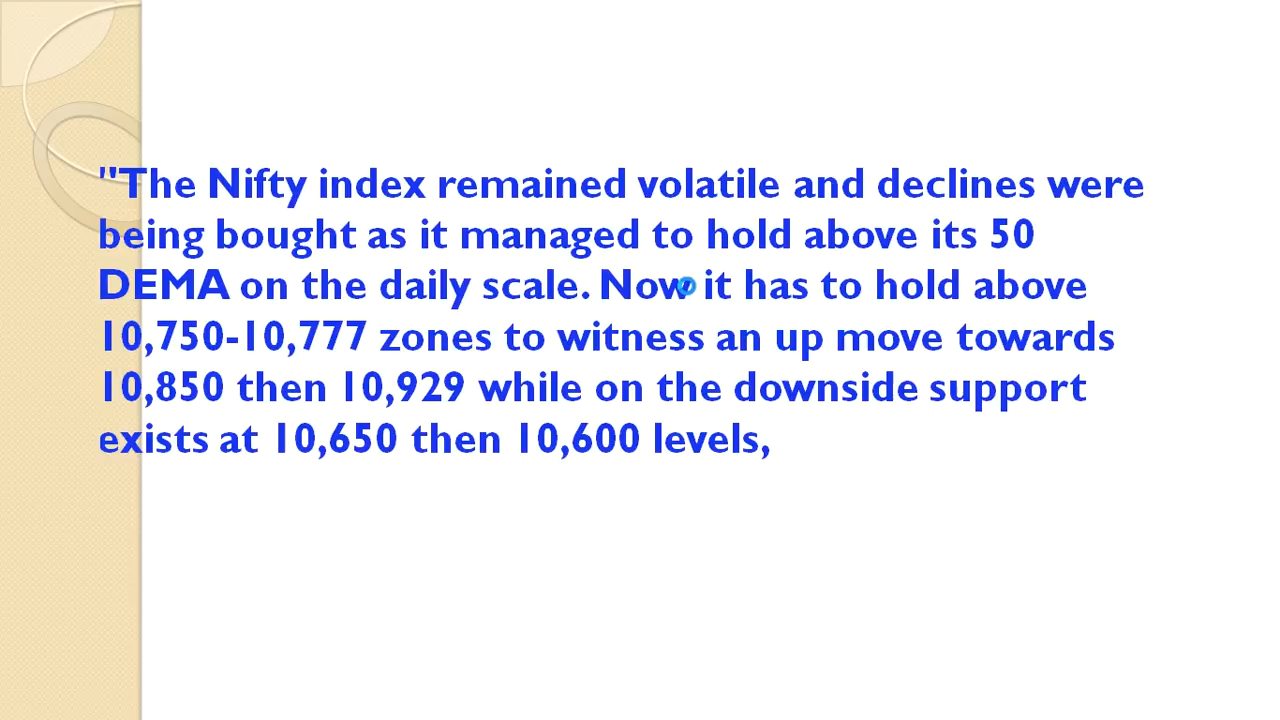 "The Nifty index remained volatile and declines were
being bought as it managed to hold above its 50
DEMA on the daily scale. Now it has to hold above
10,750-10,777 zones to witness an up move towards
10,850 then 10,929 while on the downside support
exists at 10,650 then 10,600 levels,